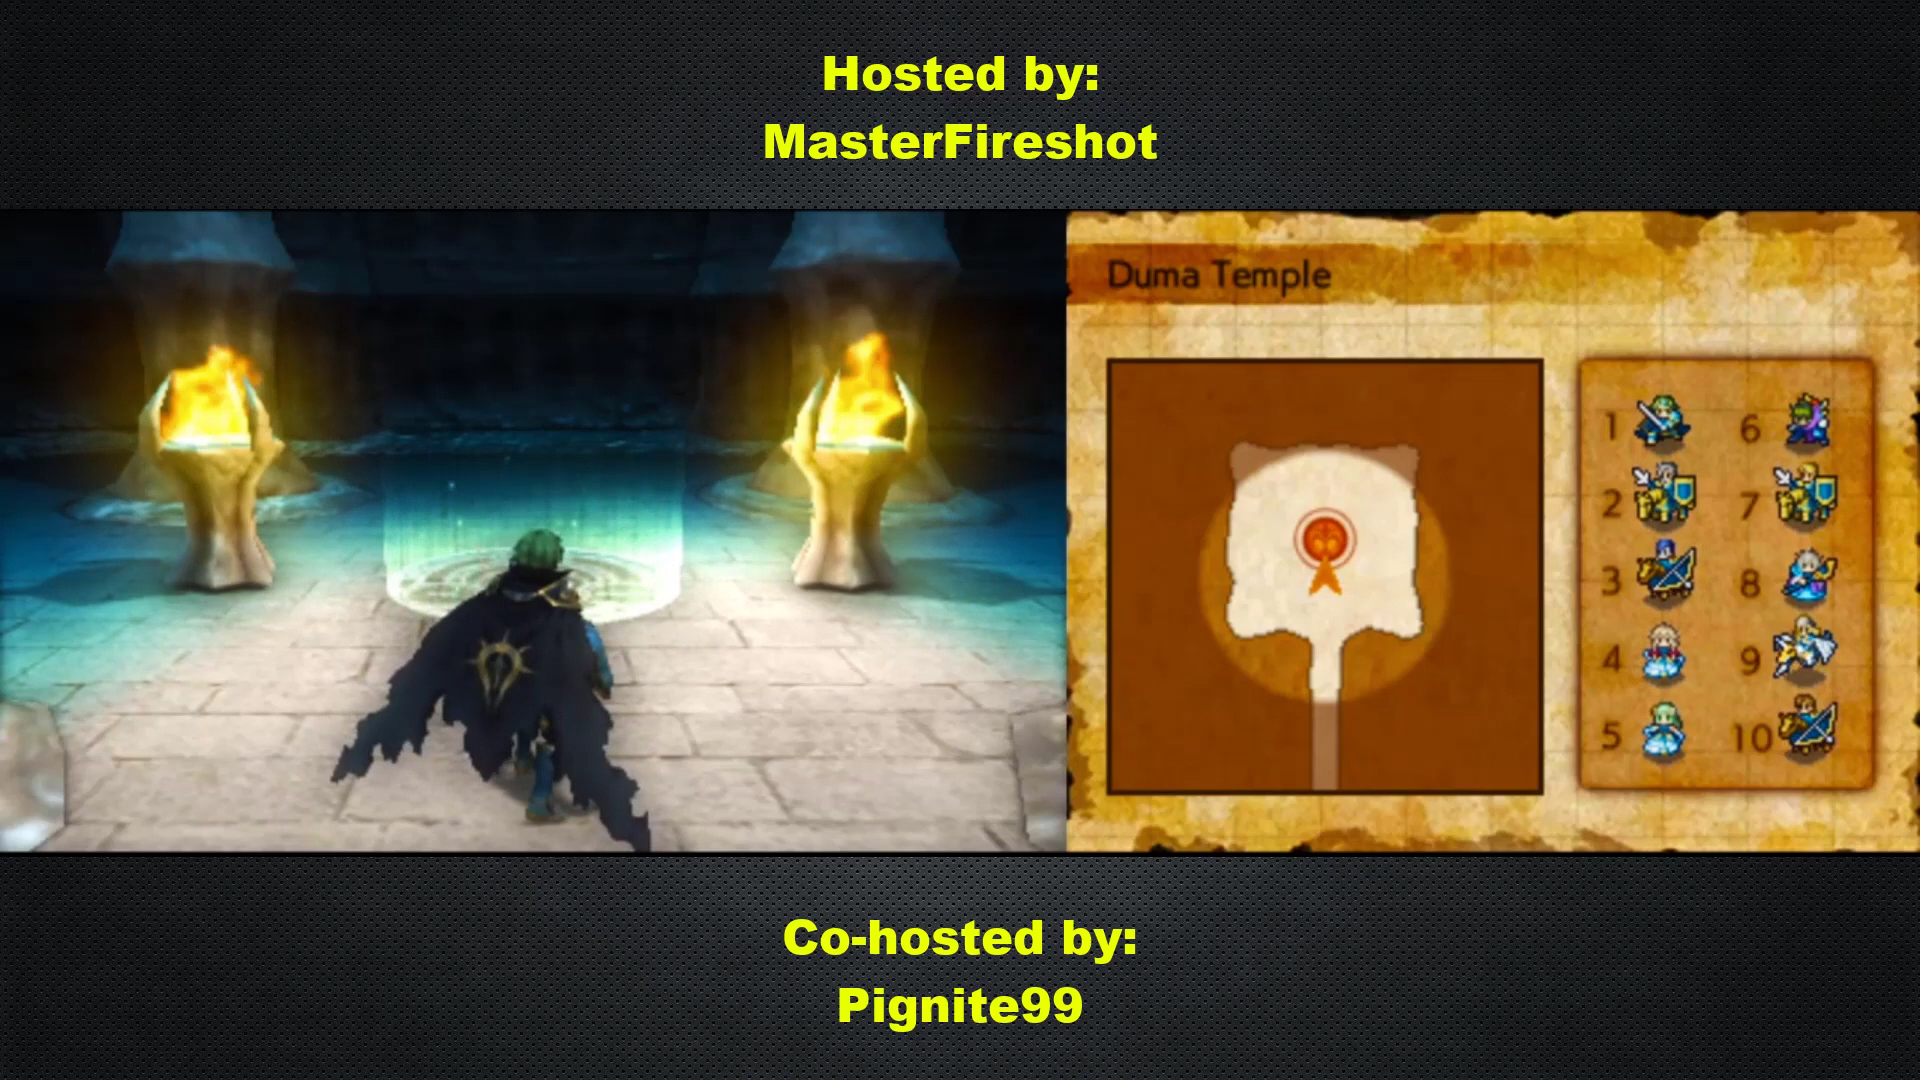 Hosted by:
MasterFireshot
Duma Temple
1 6
2 7
3 8
4 9
5 10
Co-hosted by:
Pignite99